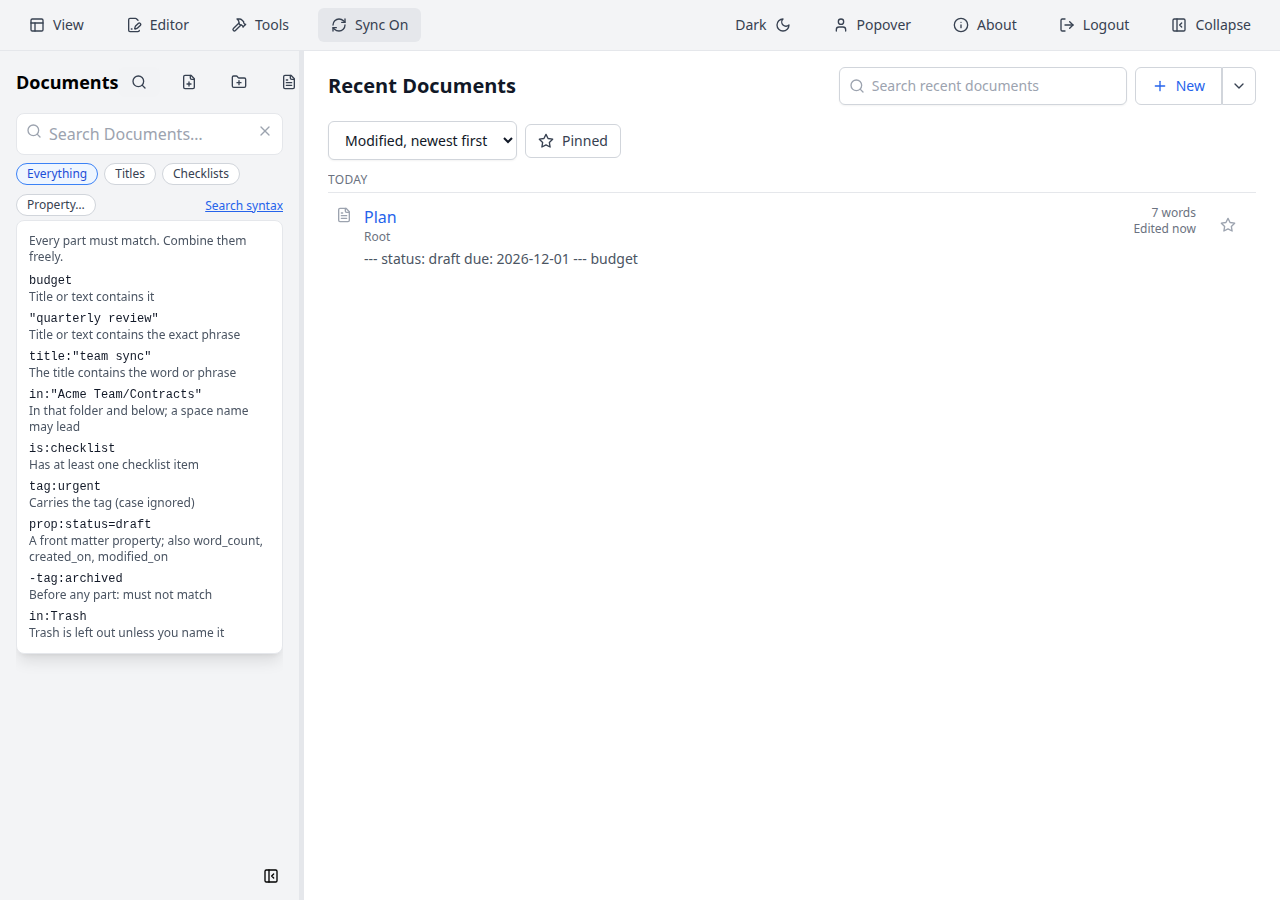 View Editor Tools Sync On Dark Popover About Logout Collapse
Documents
Search Documents...
Everything Titles Checklists
Property... Search syntax
Every part must match. Combine them
freely.
budget
Title or text contains it
"quarterly review"
Title or text contains the exact phrase
title:"team sync"
The title contains the word or phrase
in:"Acme Team/Contracts"
In that folder and below; a space name
may lead
is:checklist
Has at least one checklist item
tag:urgent
Carries the tag (case ignored)
prop:status=draft
A front matter property; also word_count,
created_on, modified_on
-tag:archived
Before any part: must not match
in:Trash
Trash is left out unless you name it
Recent Documents
Search recent documents
New
Modified, newest first
Pinned
TODAY
Plan
Root
--- status: draft due: 2026-12-01 --- budget
7 words
Edited now